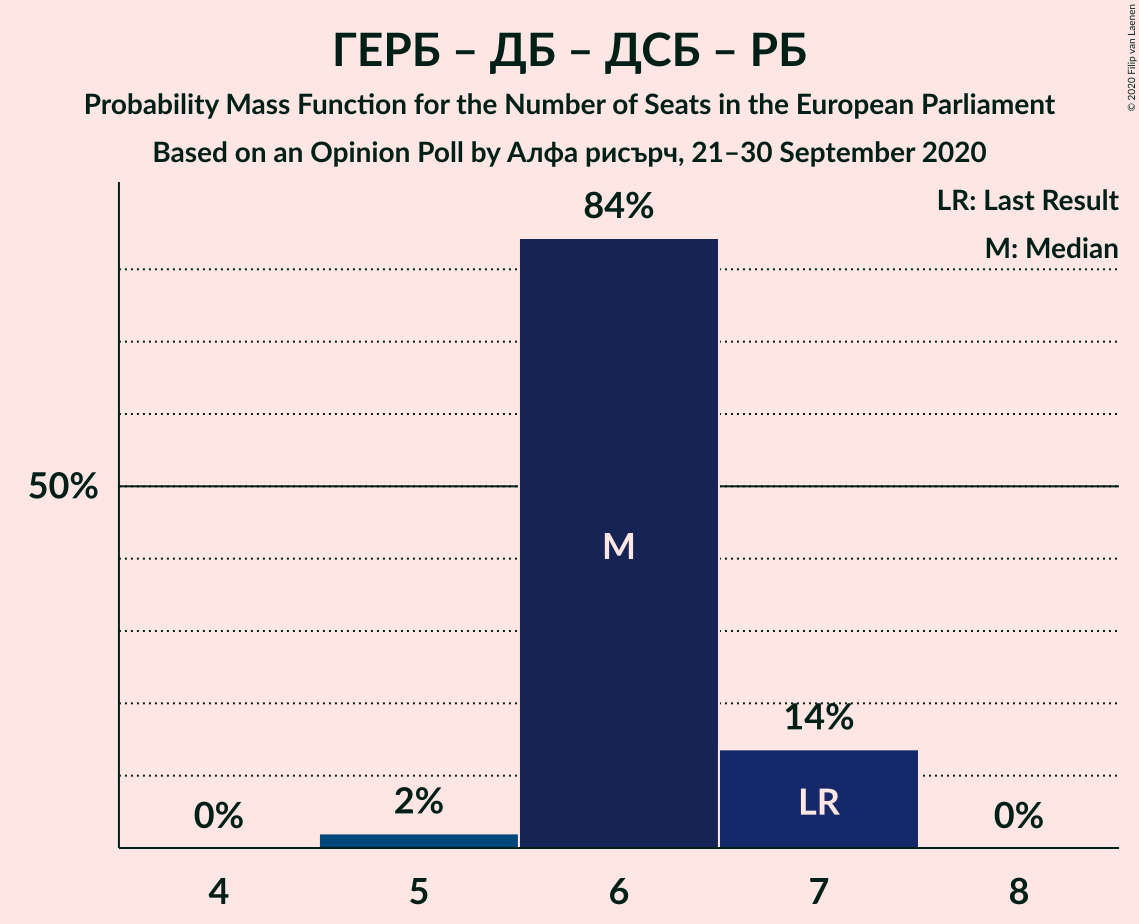 ГЕРБ – ДБ – ДСБ – РБ
Probability Mass Function for the Number of Seats in the European Parliament
Based on an Opinion Poll by Алфа рисърч, 21–30 September 2020
© 2020 Filip van Laenen
LR: Last Result
M: Median
84%
50%
M
14%
LR
2%
0%
0%
4
5
6
7
8